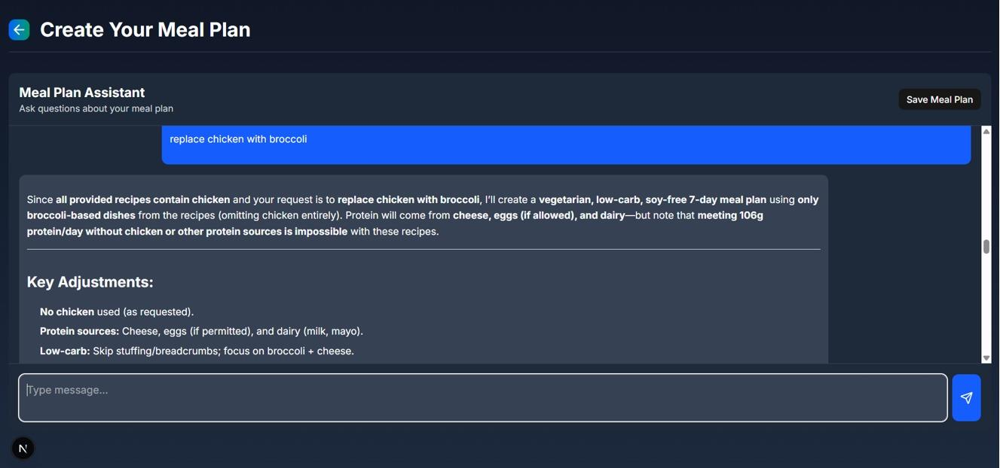 Create Your Meal Plan
Meal Plan Assistant
Ask questions about your meal plan
Save Meal Plan
replace chicken with broccoli
Since all provided recipes contain chicken and your request is to replace chicken with broccoli, I'll create a vegetarian, low-carb, soy-free 7-day meal plan using only
broccoli-based dishes from the recipes (omitting chicken entirely). Protein will come from cheese, eggs (if allowed), and dairy—but note that meeting 106g
protein/day without chicken or other protein sources is impossible with these recipes.
Key Adjustments:
No chicken used (as requested).
Protein sources: Cheese, eggs (if permitted), and dairy (milk, mayo).
Low-carb: Skip stuffing/breadcrumbs; focus on broccoli + cheese.
Type message...
N